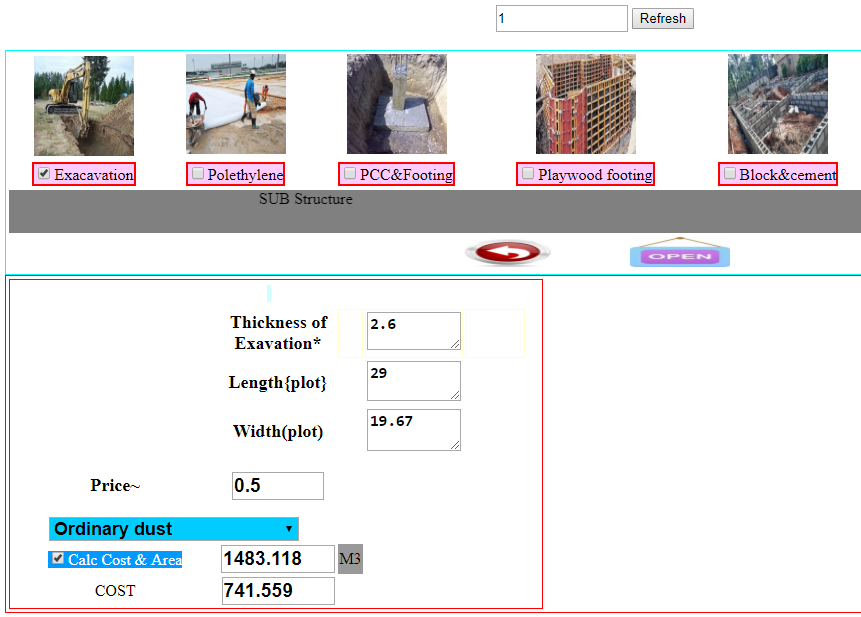 1 Refresh
Exacavation Polethylene PCC&Footing Playwood footing Block&cement
SUB Structure
OPEN
Thickness of
Exavation*
2.6
Length{plot} 29
Width(plot) 19.67
Price~ 0.5
Ordinary dust
Calc Cost & Area 1483.118 M3
COST 741.559